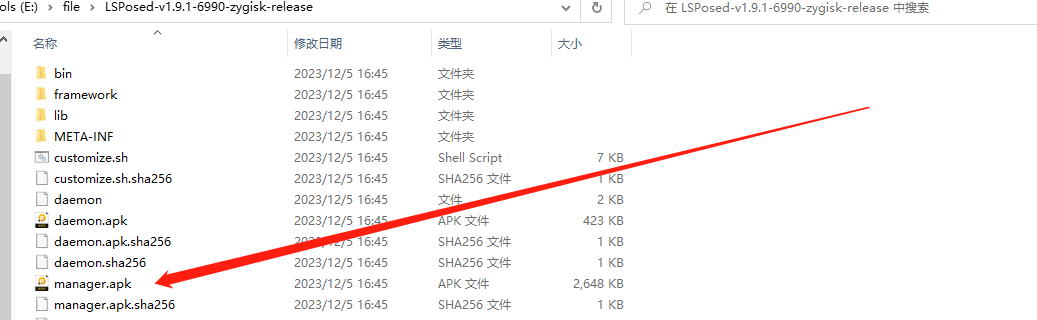 ols (E:) › file › LSPosed-v1.9.1-6990-zygisk-release
在 LSPosed-v1.9.1-6990-zygisk-release 中搜索
名称 修改日期 类型 大小
bin 2023/12/5 16:45 文件夹
framework 2023/12/5 16:45 文件夹
lib 2023/12/5 16:45 文件夹
META-INF 2023/12/5 16:45 文件夹
customize.sh 2023/12/5 16:45 Shell Script 7 KB
customize.sh.sha256 2023/12/5 16:45 SHA256 文件 1 KB
daemon 2023/12/5 16:45 文件 2 KB
daemon.apk 2023/12/5 16:45 APK 文件 423 KB
daemon.apk.sha256 2023/12/5 16:45 SHA256 文件 1 KB
daemon.sha256 2023/12/5 16:45 SHA256 文件 1 KB
manager.apk 2023/12/5 16:45 APK 文件 2,648 KB
manager.apk.sha256 2023/12/5 16:45 SHA256 文件 1 KB